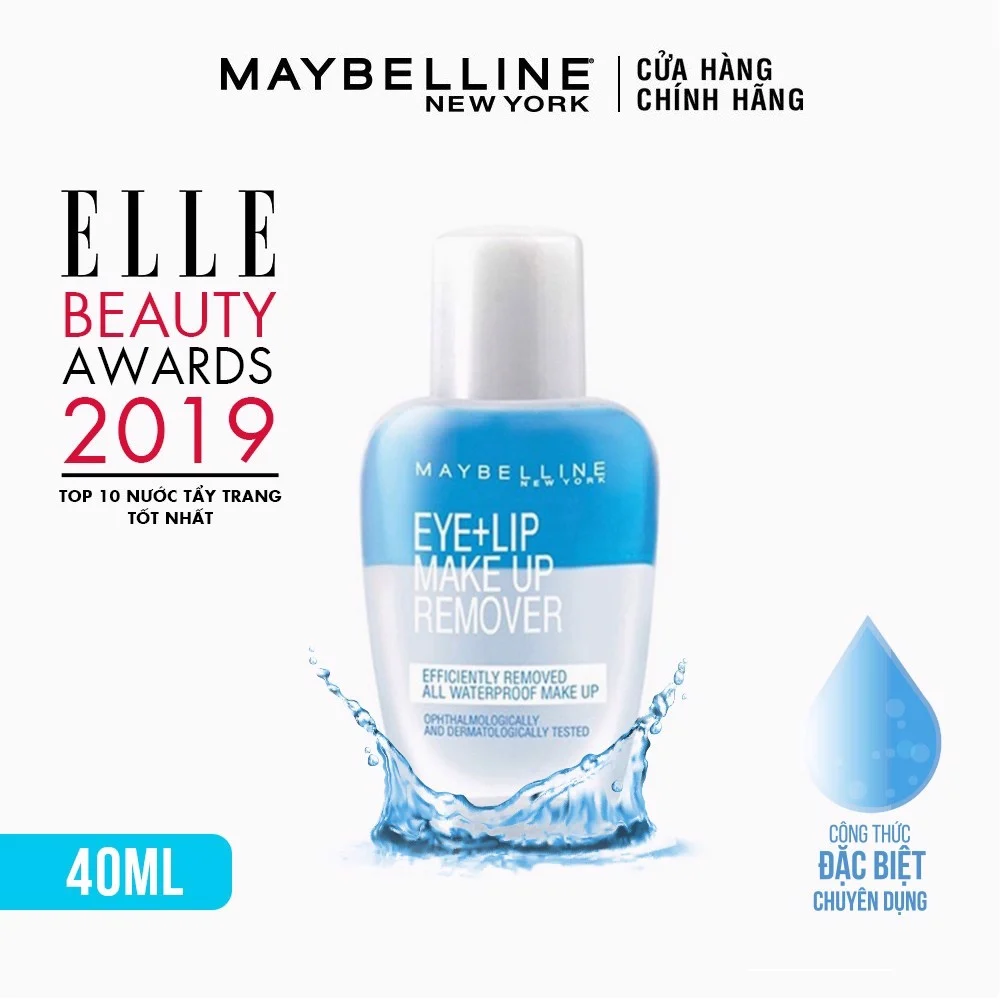 MAYBELLINE®
NEW YORK
CỬA HÀNG
CHÍNH HÃNG
ELLE
BEAUTY
AWARDS
2019
TOP 10 NƯỚC TẨY TRANG
TỐT NHẤT
MAYBELLINE
NEW YORK
EYE+LIP
MAKE UP
REMOVER
EFFICIENTLY REMOVED
ALL WATERPROOF MAKE UP
OPHTHALMOLOGICALLY
AND DERMATOLOGICALLY TESTED
40ML
CÔNG THỨC
ĐẶC BIỆT
CHUYÊN DỤNG